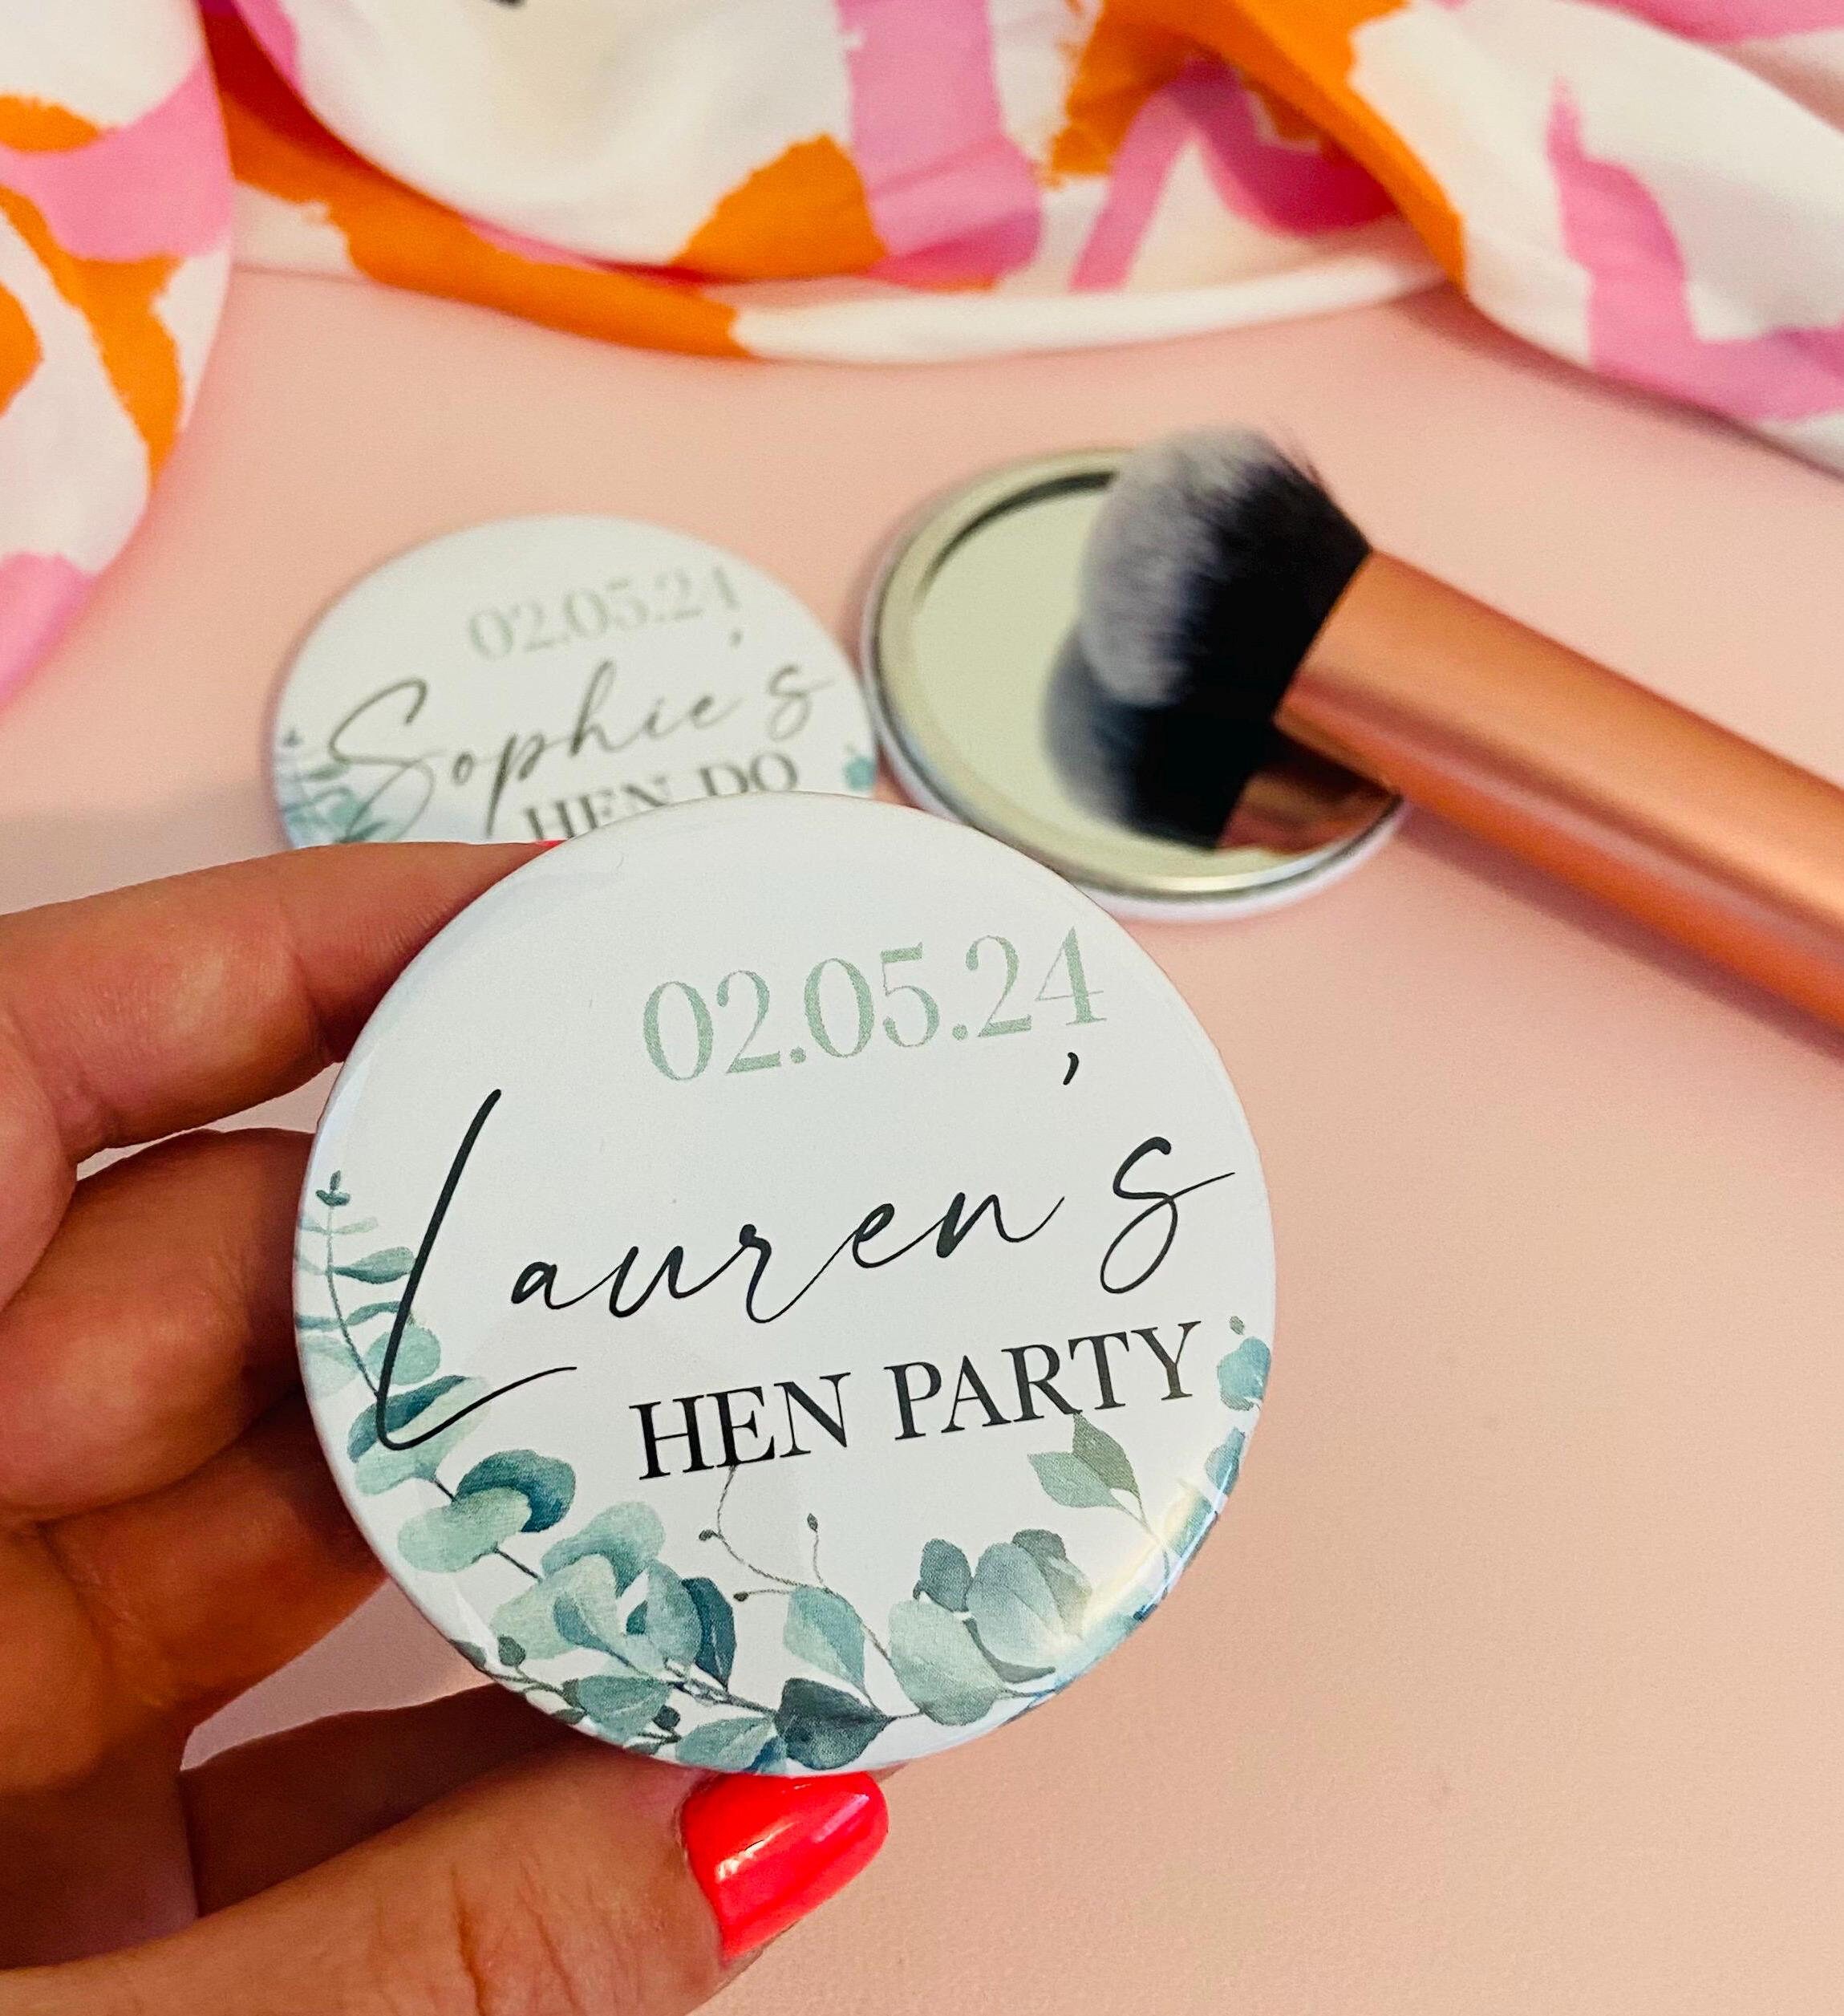 02.05.24
Sophie's
HEN DO
02.05.24
Lauren's
HEN PARTY